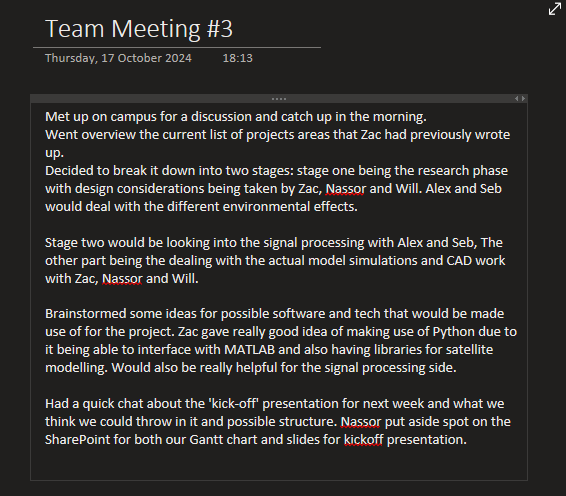 Team Meeting #3
Thursday, 17 October 2024 18:13
Met up on campus for a discussion and catch up in the morning.
Went overview the current list of projects areas that Zac had previously wrote
up.
Decided to break it down into two stages: stage one being the research phase
with design considerations being taken by Zac, Nassor and Will. Alex and Seb
would deal with the different environmental effects.
Stage two would be looking into the signal processing with Alex and Seb, The
other part being the dealing with the actual model simulations and CAD work
with Zac, Nassor and Will.
Brainstormed some ideas for possible software and tech that would be made
use of for the project. Zac gave really good idea of making use of Python due to
it being able to interface with MATLAB and also having libraries for satellite
modelling. Would also be really helpful for the signal processing side.
Had a quick chat about the 'kick-off' presentation for next week and what we
think we could throw in it and possible structure. Nassor put aside spot on the
SharePoint for both our Gantt chart and slides for kickoff presentation.